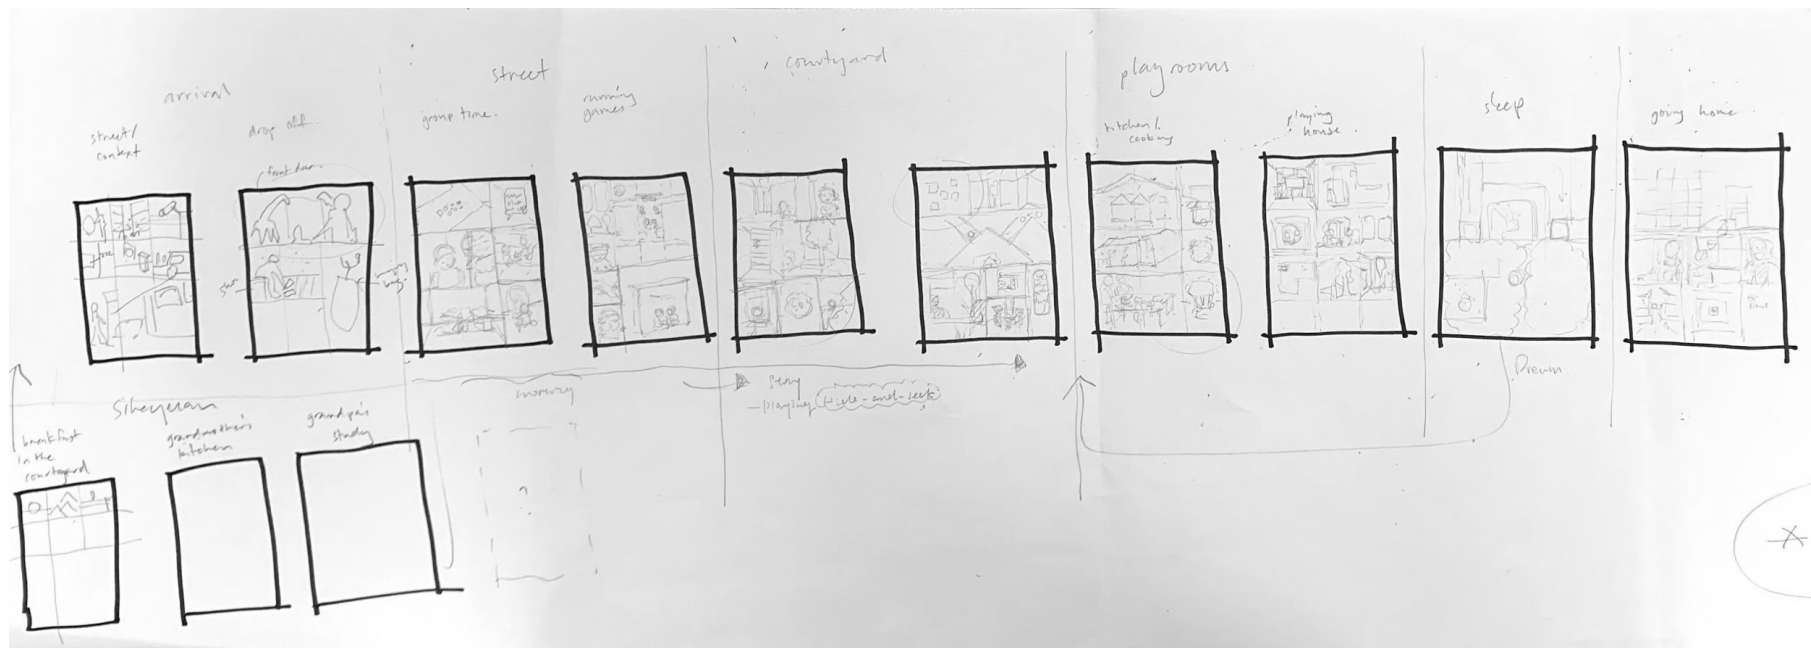 arrival
street
courtyard
playrooms
sleep
going home
street/
context
drop off
group time.
running
games
kitchen/
cooking
playing
house
front door
story
- playing hide-and-seek
Dream
Siheyuan
breakfast
in the
courtyard
grandmother's
kitchen
grandpa's
study
?